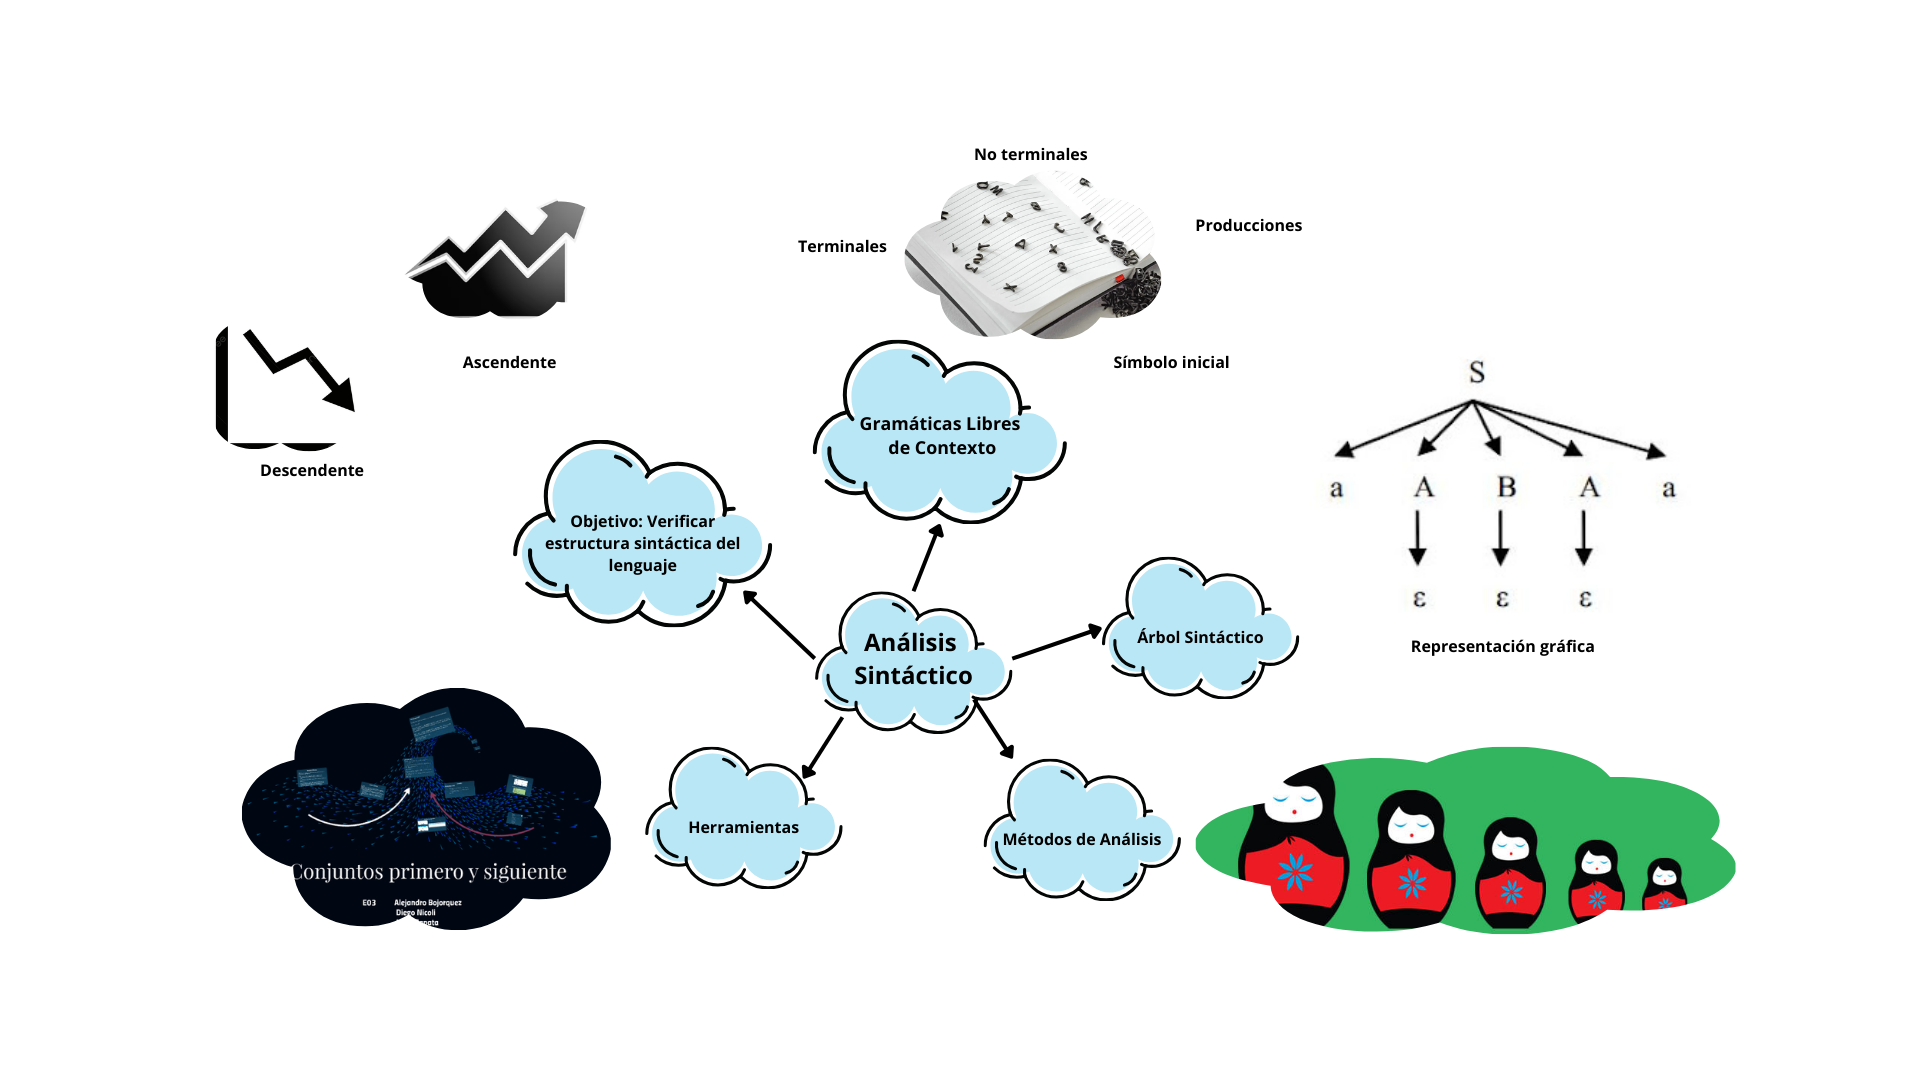 No terminales
Producciones
Terminales
Ascendente
Símbolo inicial
Descendente
Gramáticas Libres
de Contexto
S
a A B A a
ε ε ε
Representación gráfica
Objetivo: Verificar
estructura sintáctica del
lenguaje
Árbol Sintáctico
Análisis
Sintáctico
Herramientas
Métodos de Análisis
Conjuntos primero y siguiente
E03 Alejandro Bojorquez
Diego Nicoli